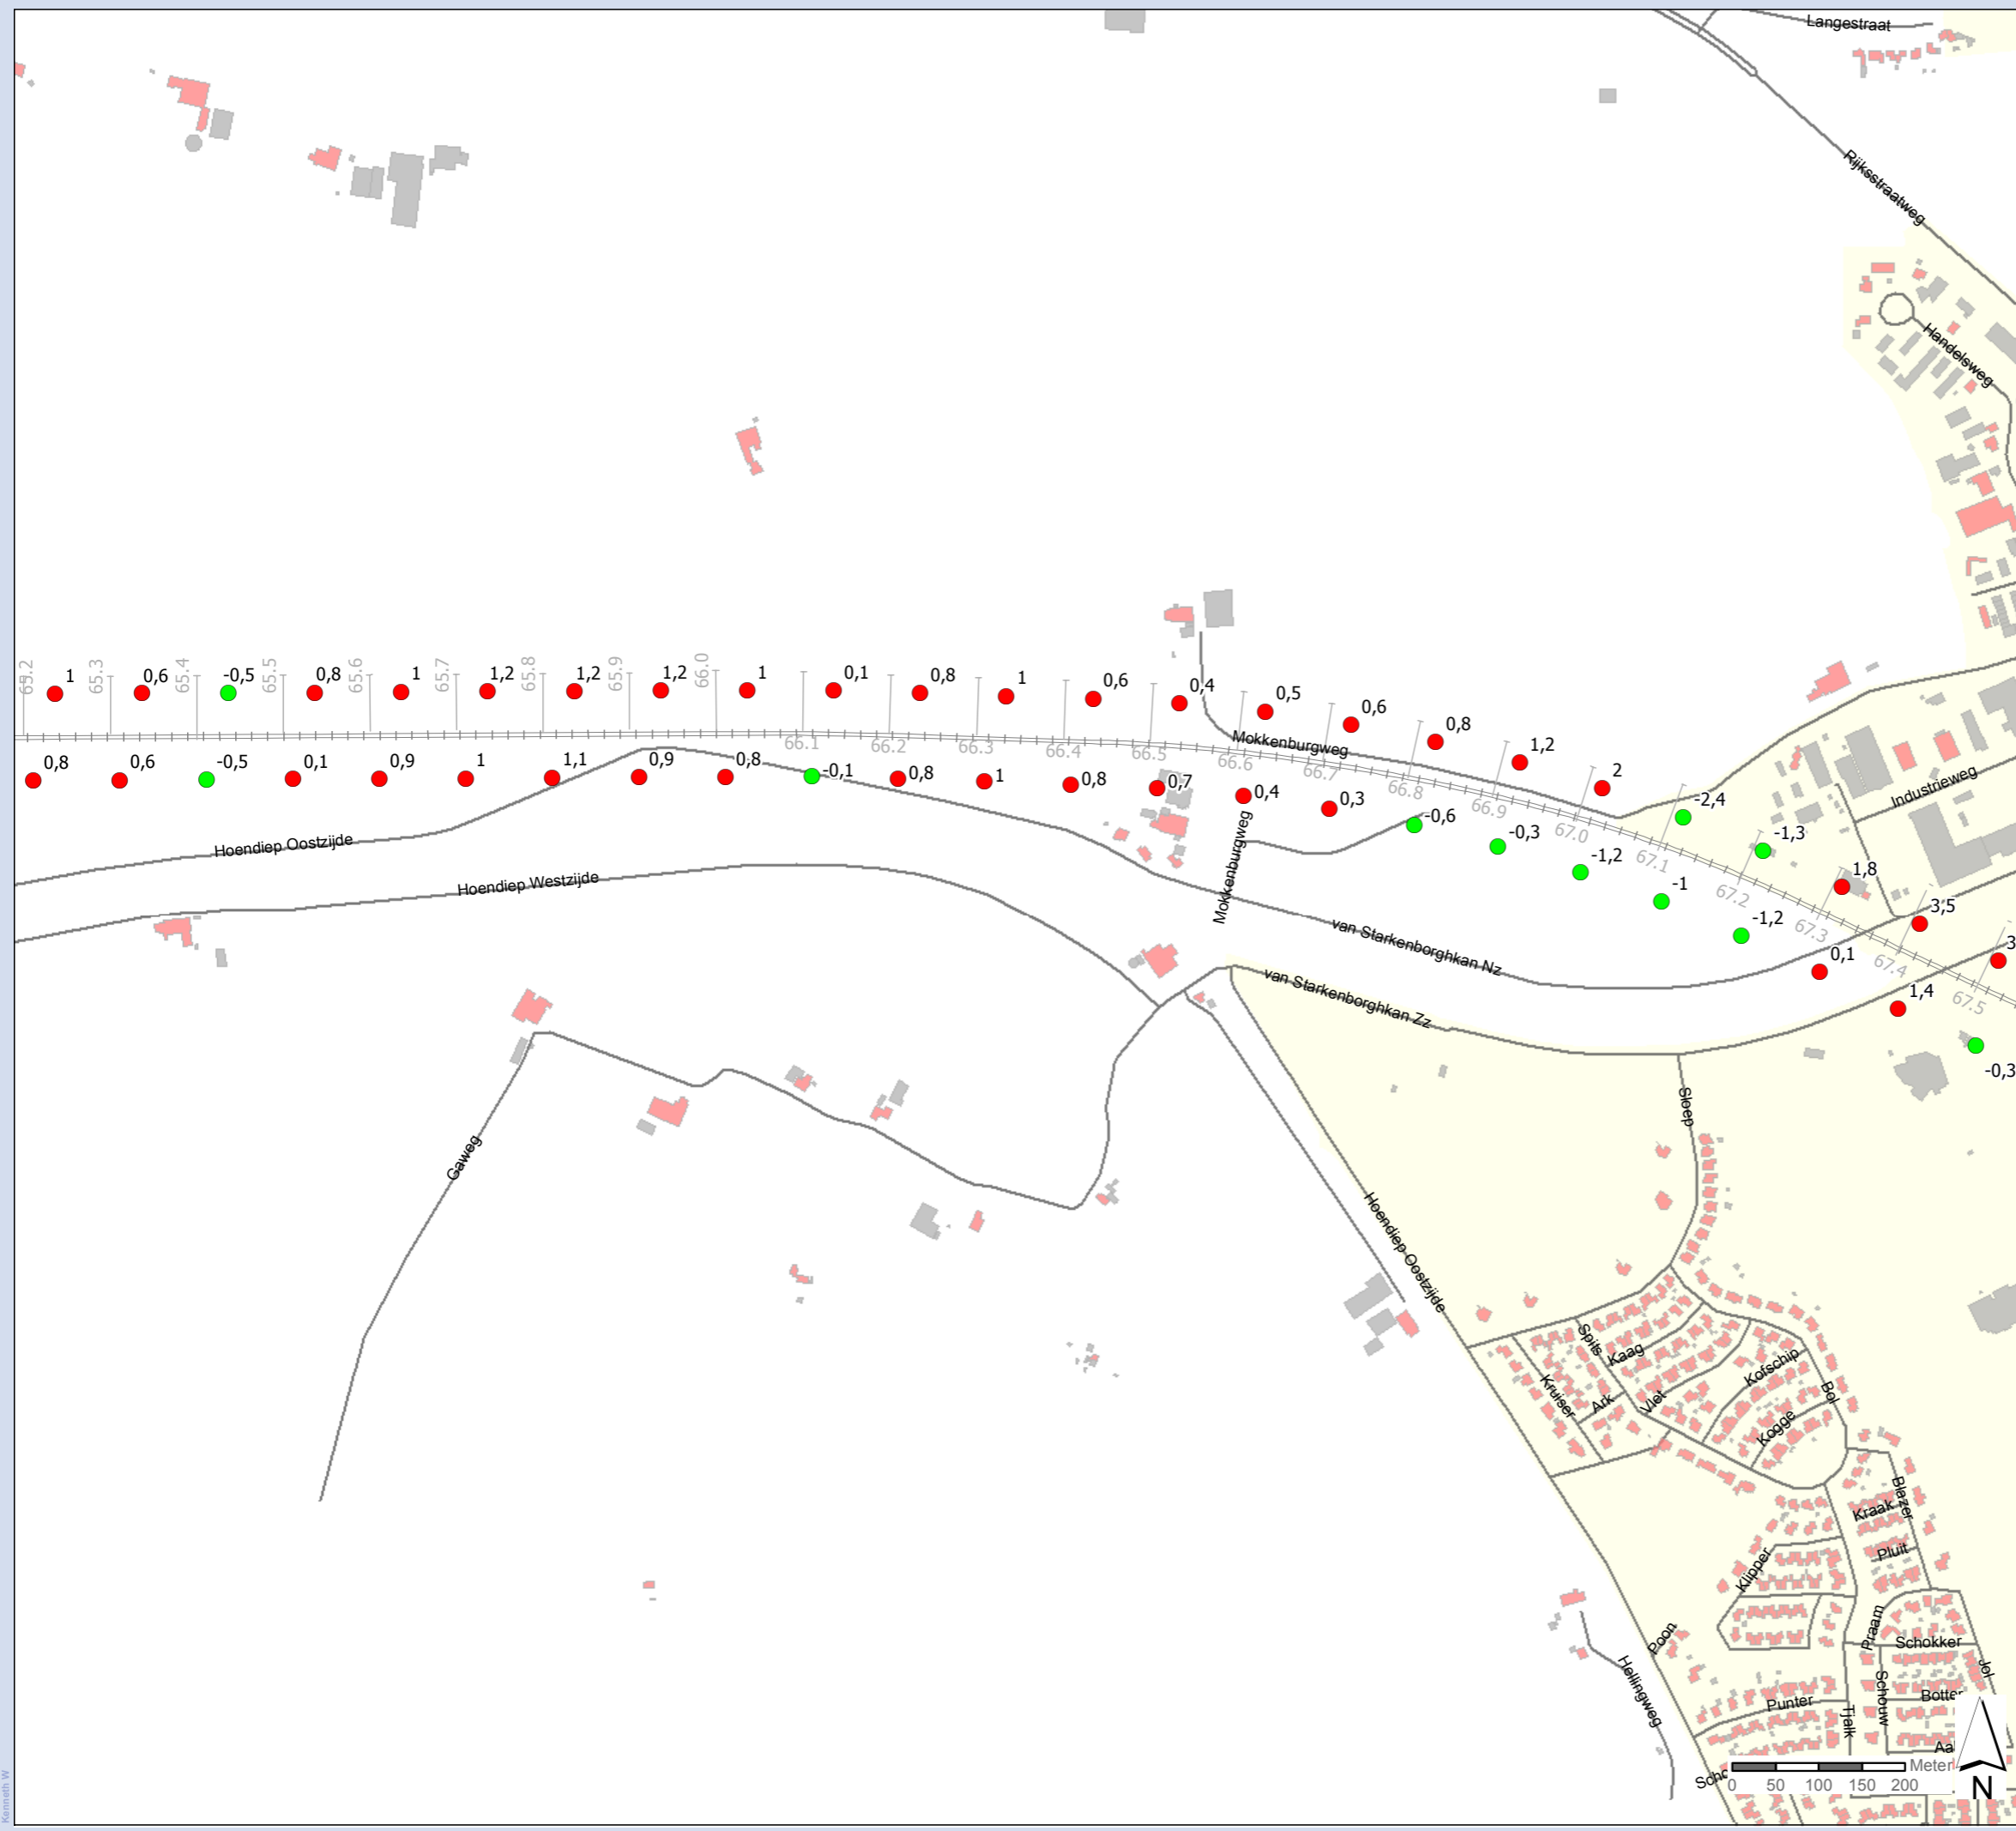 Langestraat
Rijksstraatweg
Handelsweg
65.2
1
65.3
0,6
65.4
-0,5
65.5
0,8
65.6
1
65.7
1,2
65.8
1,2
65.9
1,2
66.0
1
0,1
0,8
1
0,6
0,4
0,5
0,6
0,8
1,2
2
-2,4
-1,3
1,8
3,5
3
Mokkenburgweg
66.1
66.2
66.3
66.4
66.5
66.6
66.7
66.8
66.9
67.0
67.1
67.2
67.3
67.4
67.5
0,8
0,6
-0,5
0,1
0,9
1
1,1
0,9
0,8
-0,1
0,8
1
0,8
0,7
0,4
0,3
-0,6
-0,3
-1,2
-1
-1,2
0,1
1,4
-0,3
Industrieweg
Hoendiep Oostzijde
Hoendiep Westzijde
Mokkenburgweg
van Starkenborghkan Nz
van Starkenborghkan Zz
Sloep
Gaweg
Hoendiep Oostzijde
Spits
Kaag
Kofschip
Kruiser
Ark
Vlet
Bol
Kogge
Blazer
Kraak
Pluit
Klipper
Poon
Praam
Schokker
Jol
Hellingweg
Schouw
Botter
Punter
Tjalk
Aa
Scho
Meter
0 50 100 150 200
N
Kenneth W